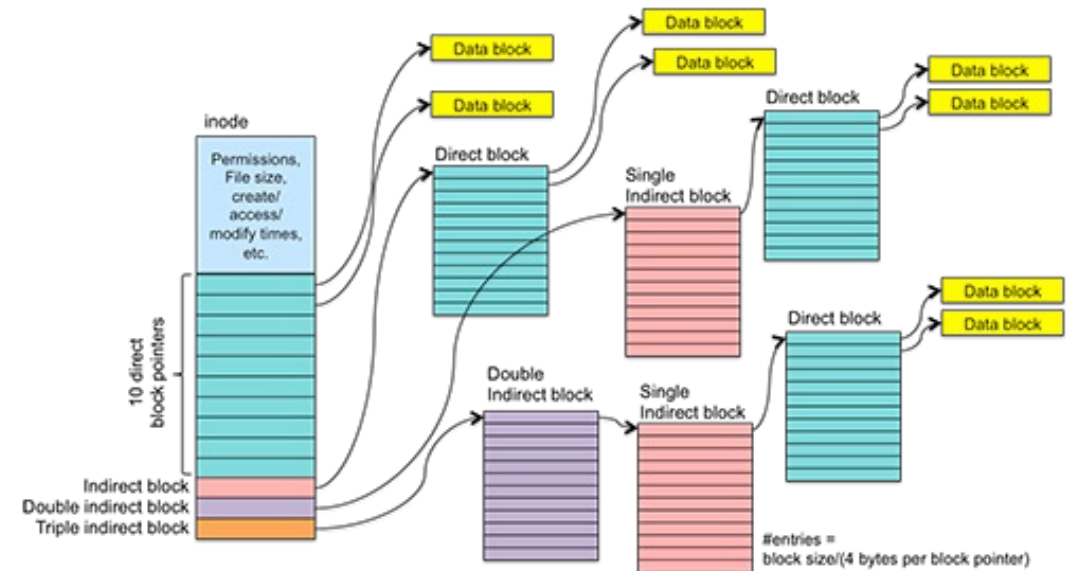 Data block
Data block
Data block
Data block
Data block
Data block
inode
Permissions,
File size,
create/
access/
modify times,
etc.
Direct block
Single
Indirect block
Direct block
Data block
Data block
10 direct
block pointers
Direct block
Double
Indirect block
Single
Indirect block
Indirect block
Double indirect block
Triple indirect block
#entries =
block size/(4 bytes per block pointer)